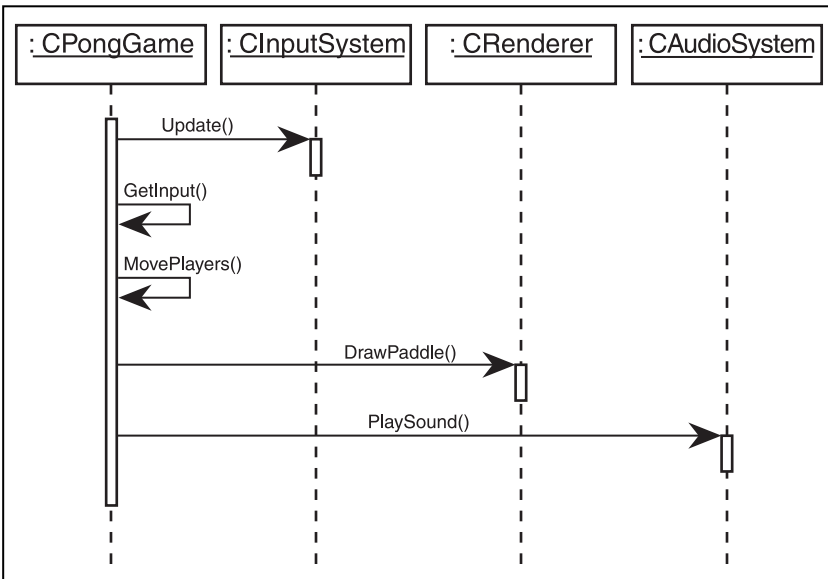 : CPongGame
: CInputSystem
: CRenderer
: CAudioSystem
Update()
GetInput()
MovePlayers()
DrawPaddle()
PlaySound()